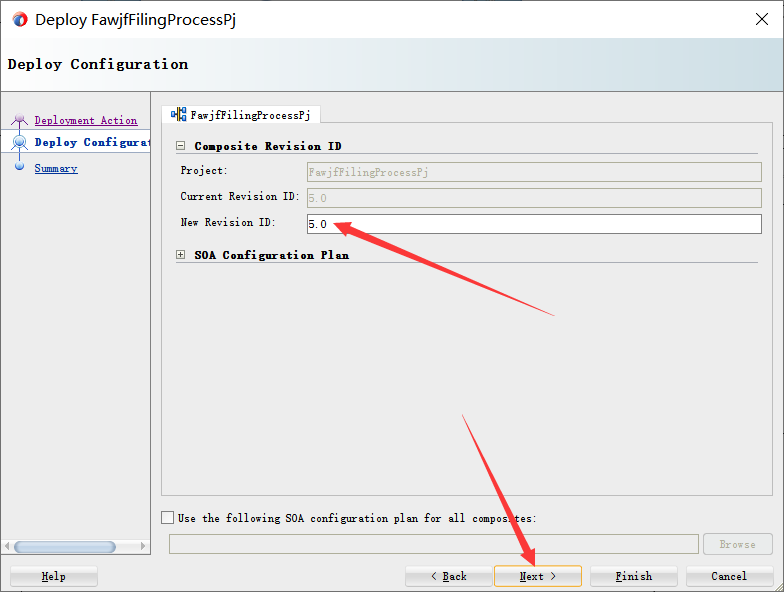 Deploy FawjfFilingProcessPj
Deploy Configuration
Deployment Action
Deploy Configurat
Summary
FawjfFilingProcessPj
Composite Revision ID
Project: FawjfFilingProcessPj
Current Revision ID: 5.0
New Revision ID: 5.0
SOA Configuration Plan
Use the following SOA configuration plan for all composites:
Browse
Help
< Back
Next >
Finish
Cancel